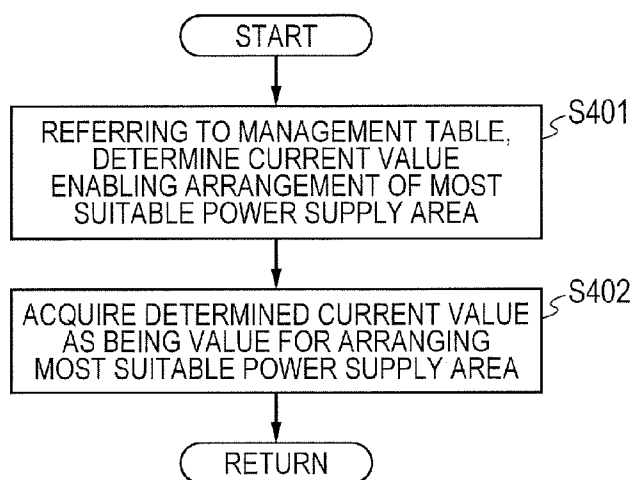 START
REFERRING TO MANAGEMENT TABLE,
DETERMINE CURRENT VALUE
ENABLING ARRANGEMENT OF MOST
SUITABLE POWER SUPPLY AREA
S401
ACQUIRE DETERMINED CURRENT VALUE
AS BEING VALUE FOR ARRANGING
MOST SUITABLE POWER SUPPLY AREA
S402
RETURN